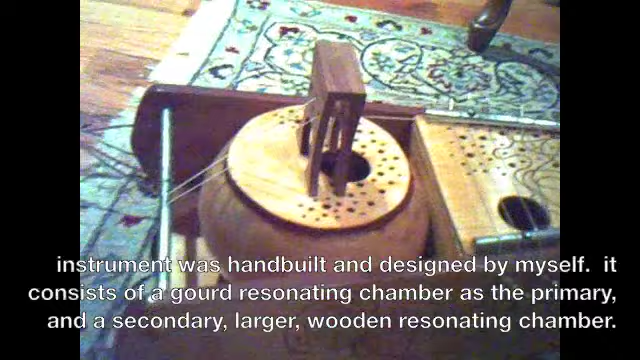 instrument was handbuilt and designed by myself.  it
consists of a gourd resonating chamber as the primary,
and a secondary, larger, wooden resonating chamber.